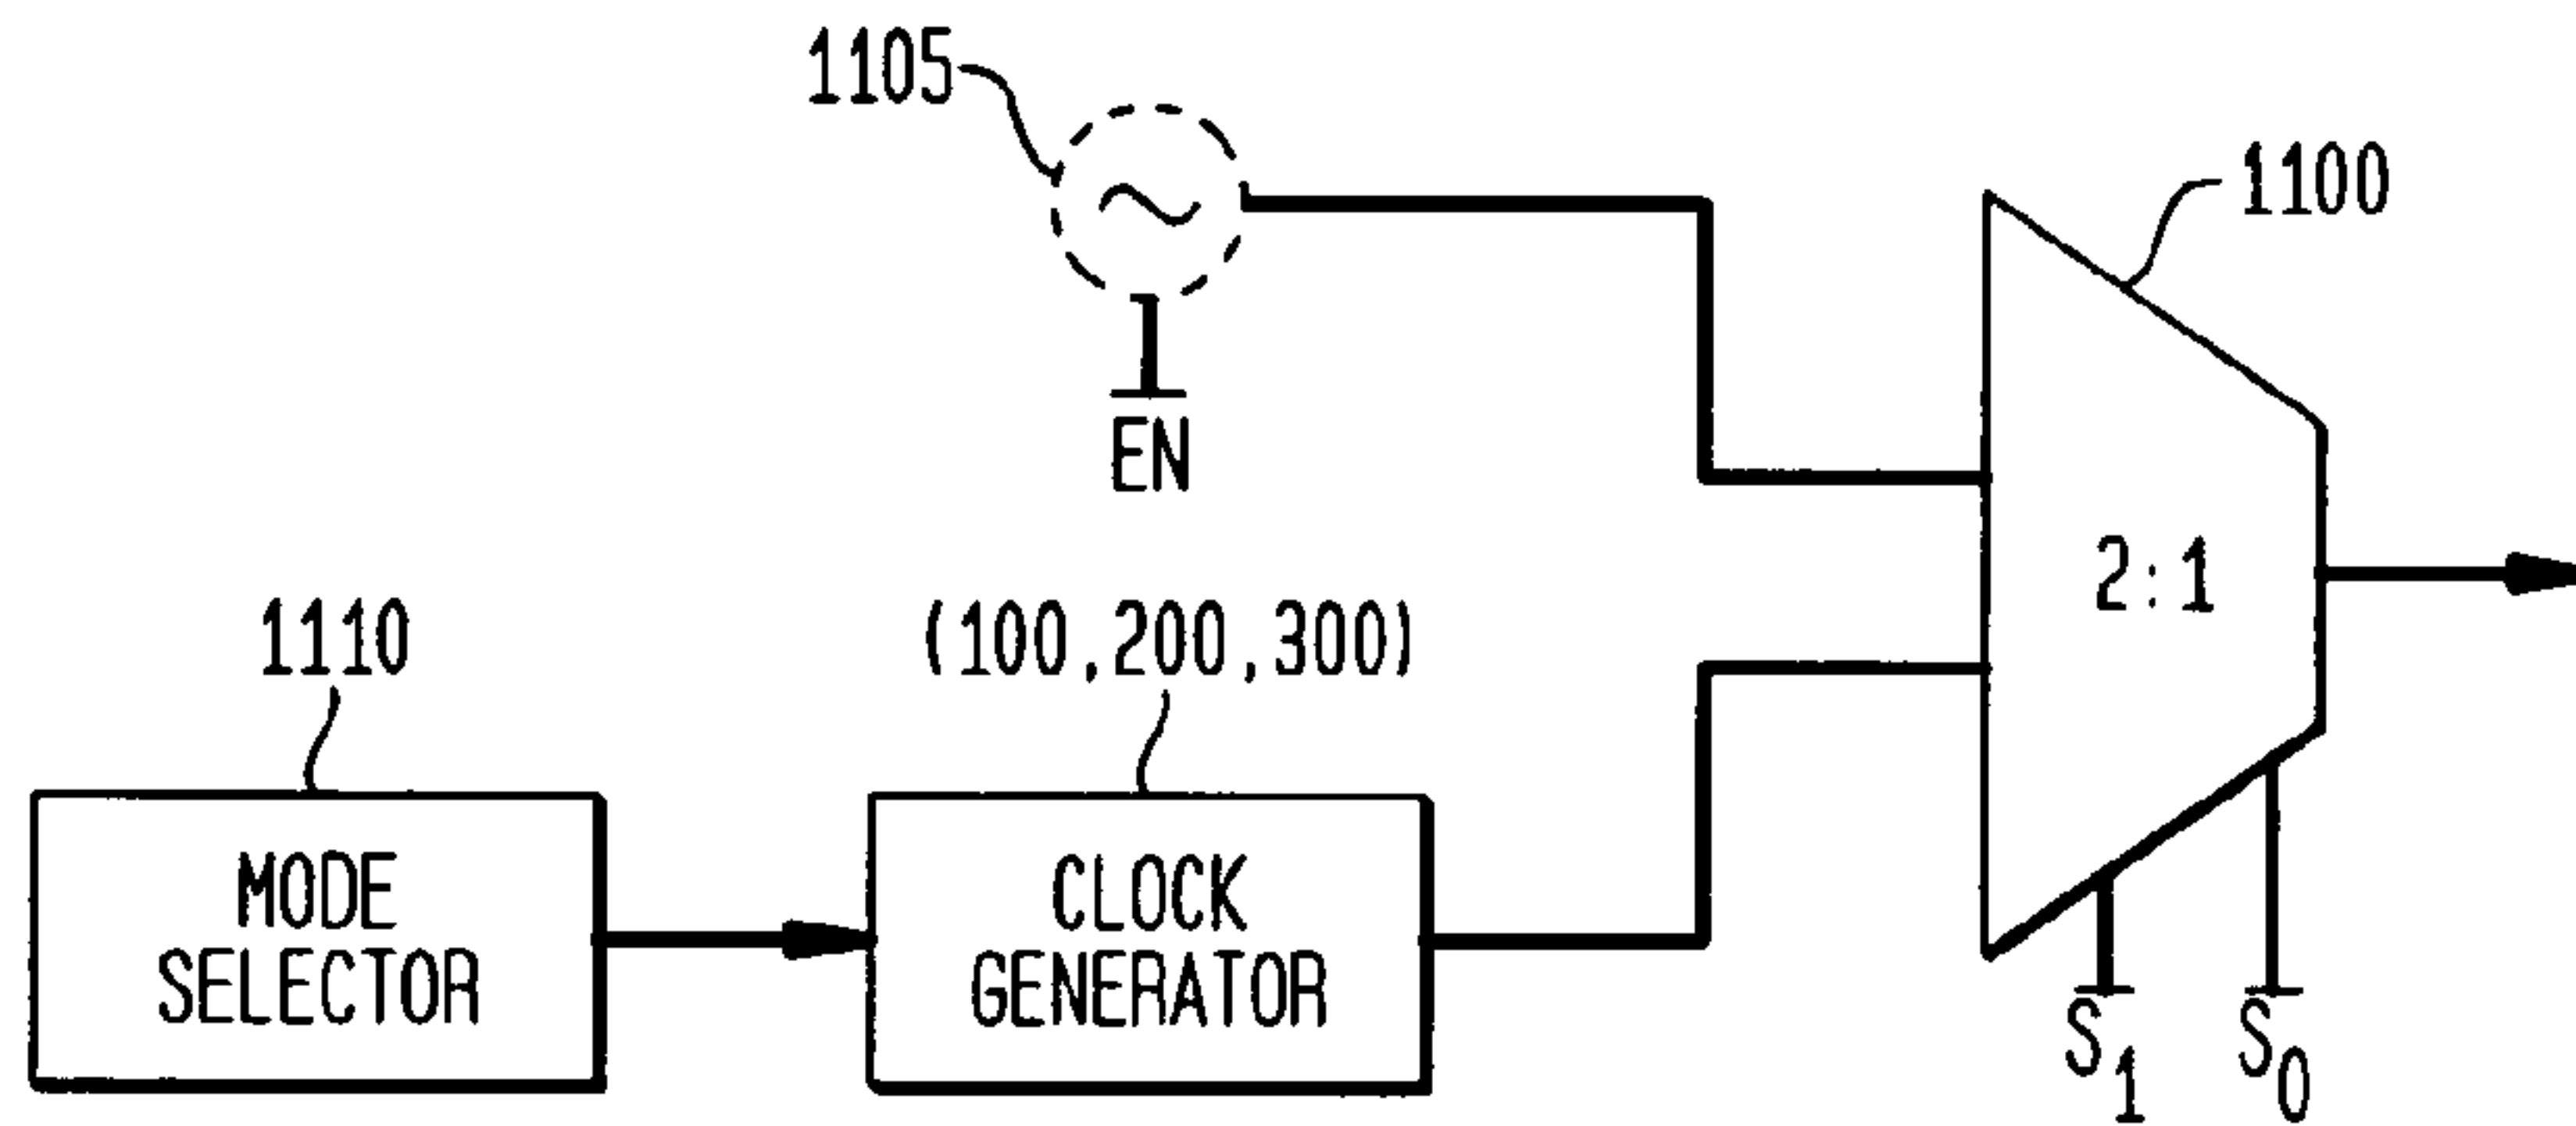 1105
1100
EN
2:1
1110
(100,200,300)
MODE
SELECTOR
CLOCK
GENERATOR
S1
S0